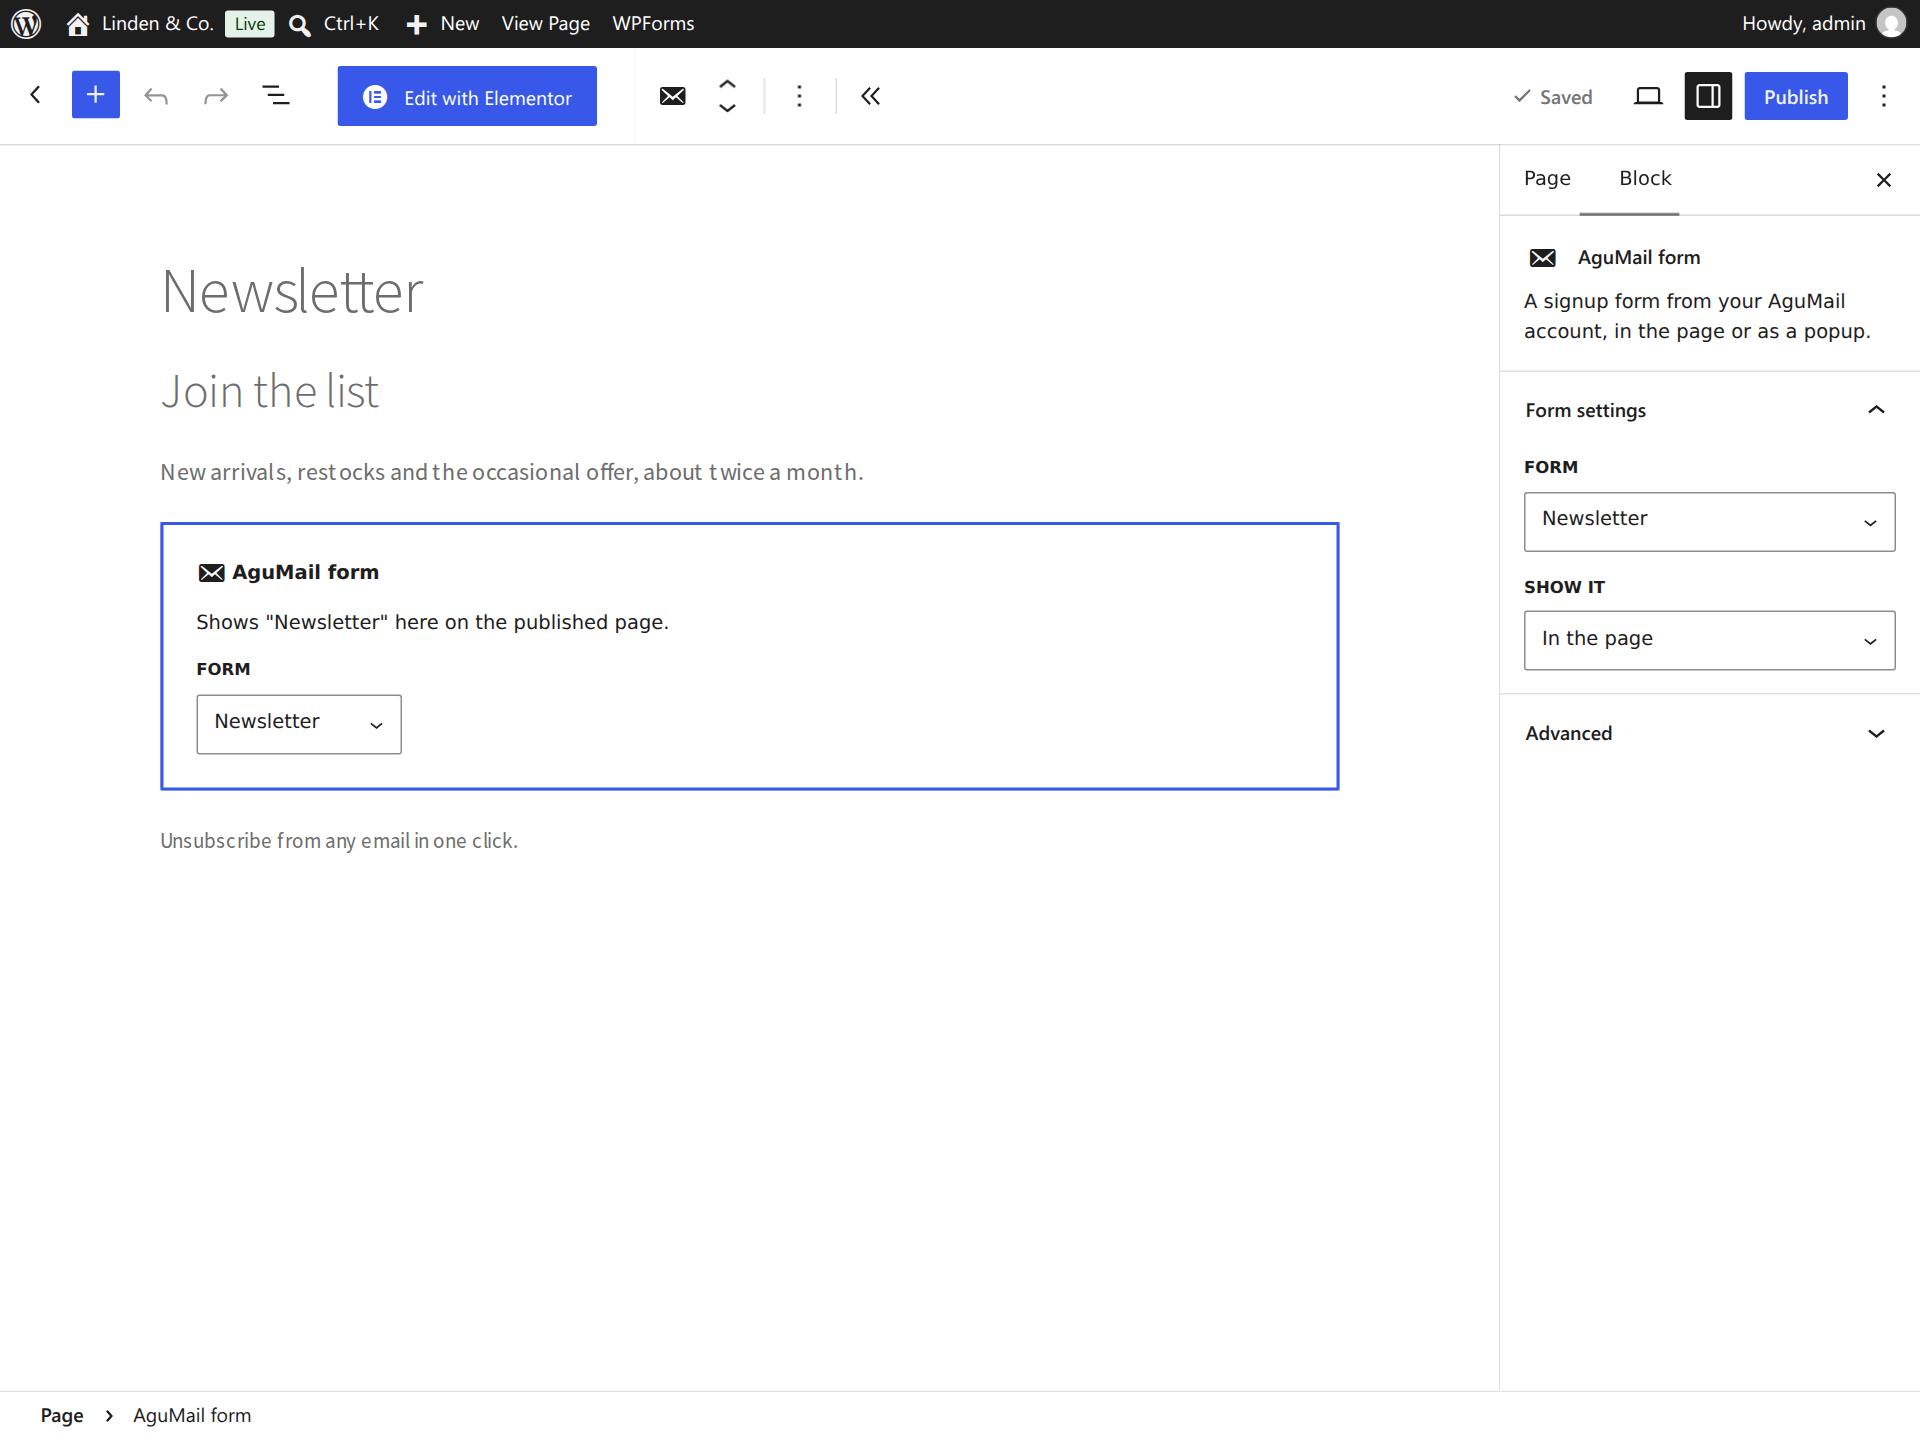 Linden & Co. Live Ctrl+K New View Page WPForms Howdy, admin
Edit with Elementor Saved Publish
Page Block
Newsletter
Join the list
New arrivals, restocks and the occasional offer, about twice a month.
AguMail form
Shows "Newsletter" here on the published page.
FORM
Newsletter
Unsubscribe from any email in one click.
AguMail form
A signup form from your AguMail
account, in the page or as a popup.
Form settings
FORM
Newsletter
SHOW IT
In the page
Advanced
Page AguMail form